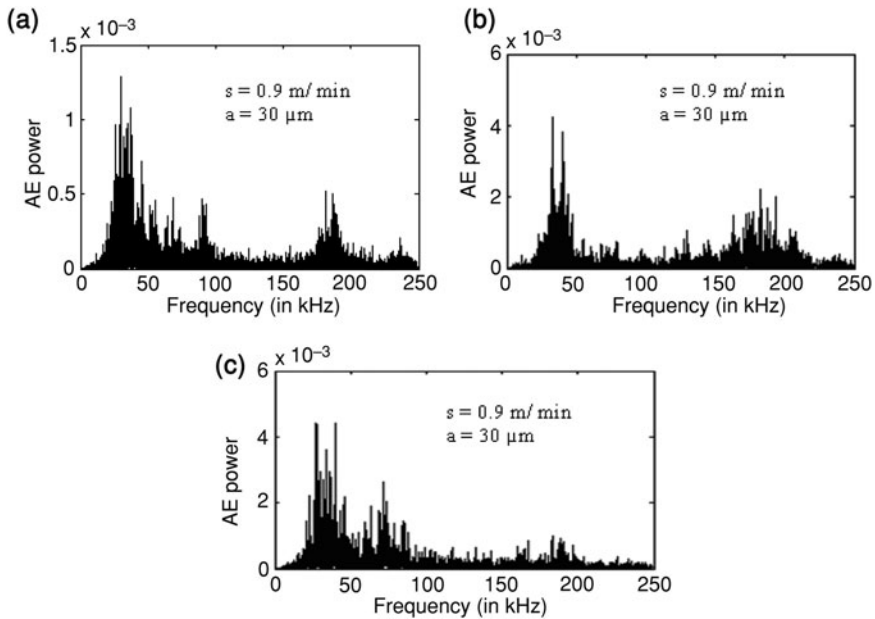 (a)
x 10⁻³
1.5
1
0.5
0
AE power
s = 0.9 m/ min
a = 30 µm
0 50 100 150 200 250
Frequency (in kHz)
(b)
x 10⁻³
6
4
2
0
AE power
s = 0.9 m/ min
a = 30 µm
0 50 100 150 200 250
Frequency (in kHz)
(c)
x 10⁻³
6
4
2
0
AE power
s = 0.9 m/ min
a = 30 µm
0 50 100 150 200 250
Frequency (in kHz)